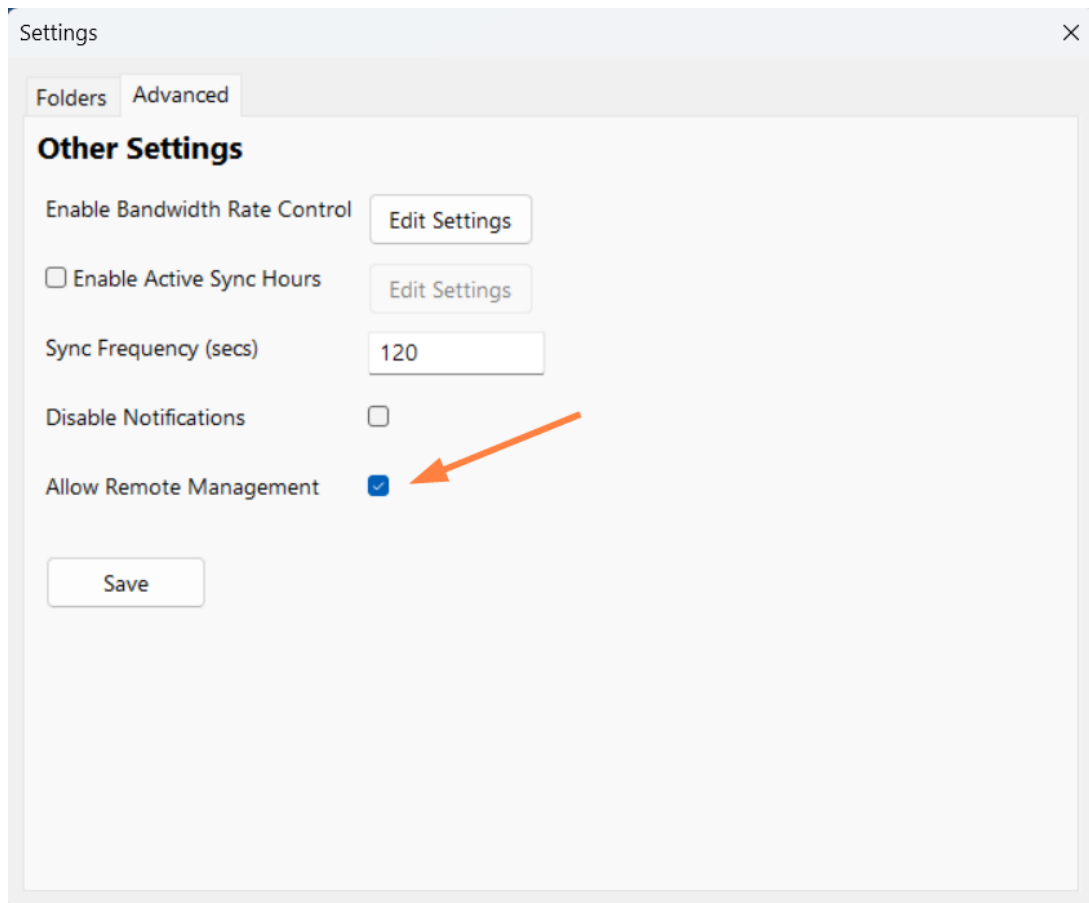 Settings
Folders
Advanced
Other Settings
Enable Bandwidth Rate Control
Edit Settings
Enable Active Sync Hours
Edit Settings
Sync Frequency (secs)
120
Disable Notifications
Allow Remote Management
Save